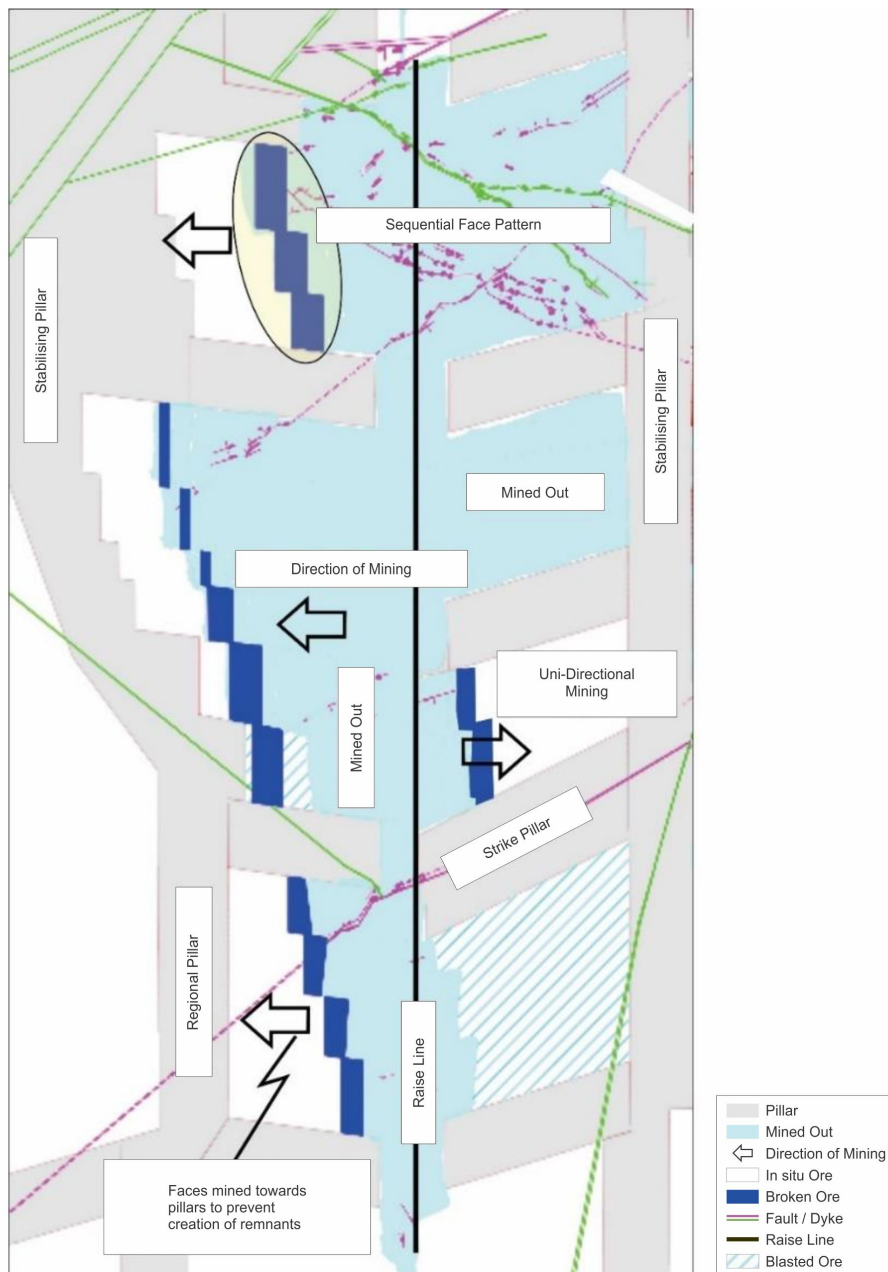 Sequential Face Pattern
Stabilising Pillar
Stabilising Pillar
Mined Out
Direction of Mining
Uni-Directional
Mining
Mined Out
Strike Pillar
Regional Pillar
Raise Line
Faces mined towards
pillars to prevent
creation of remnants
Pillar
Mined Out
Direction of Mining
In situ Ore
Broken Ore
Fault / Dyke
Raise Line
Blasted Ore